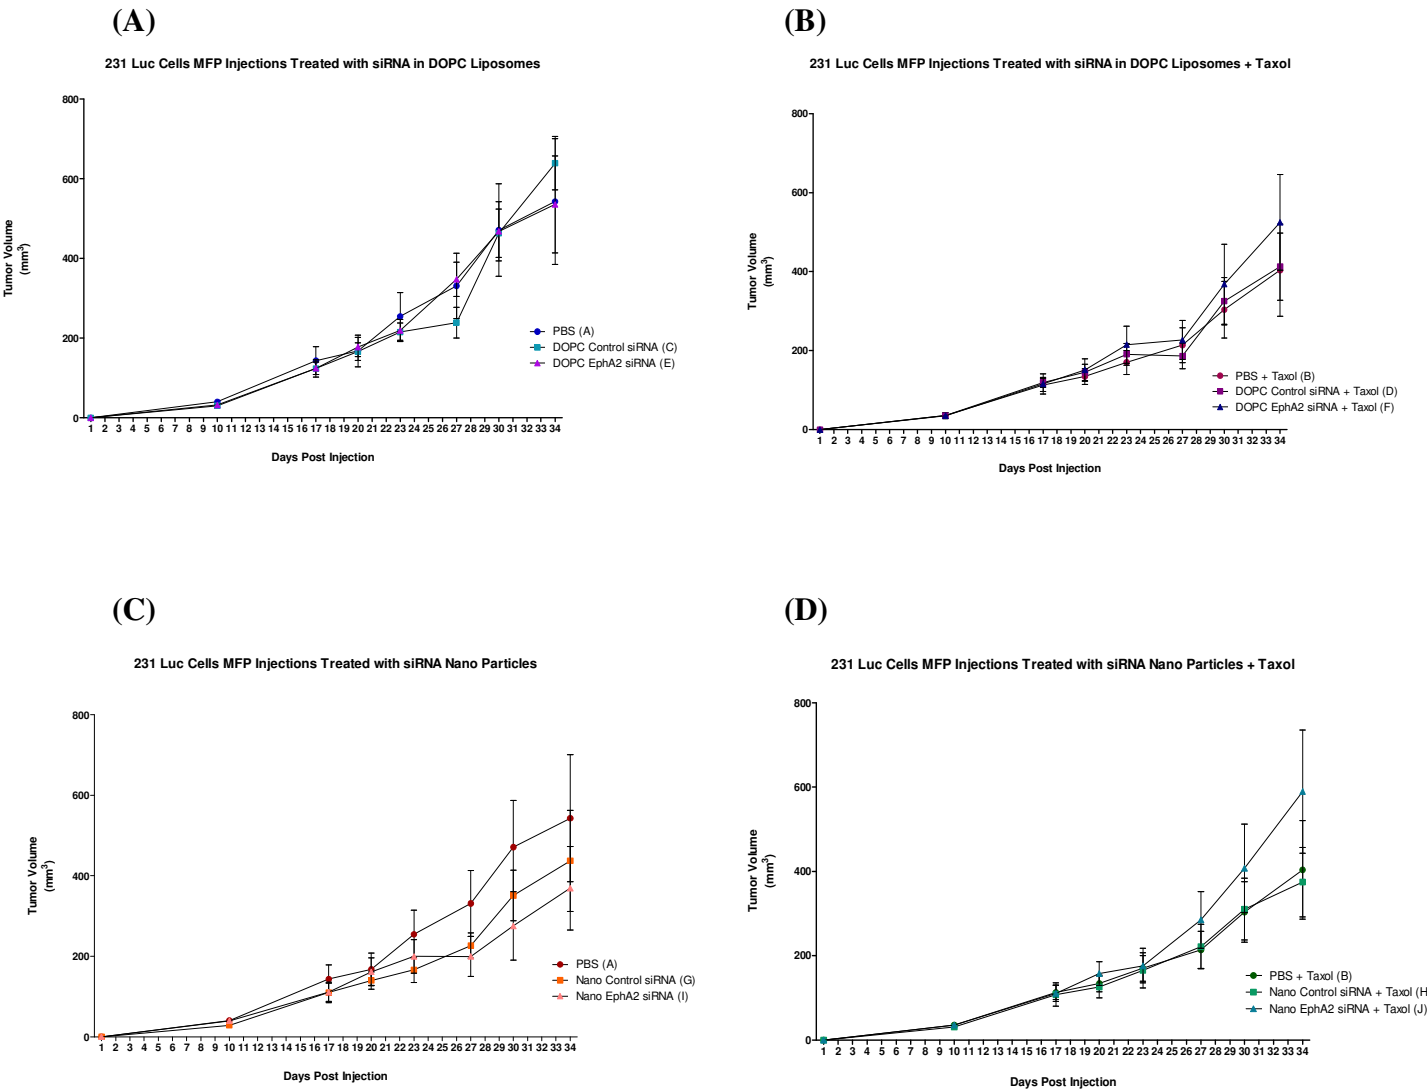 (A)
231 Luc Cells MFP Injections Treated with siRNA in DOPC Liposomes
800
600
400
200
0
Tumor Volume
(mm3)
PBS (A)
DOPC Control siRNA (C)
DOPC EphA2 siRNA (E)
1 2 3 4 5 6 7 8 9 10 11 12 13 14 15 16 17 18 19 20 21 22 23 24 25 26 27 28 29 30 31 32 33 34
Days Post Injection
(B)
231 Luc Cells MFP Injections Treated with siRNA in DOPC Liposomes + Taxol
800
600
400
200
0
Tumor Volume
(mm3)
PBS + Taxol (B)
DOPC Control siRNA + Taxol (D)
DOPC EphA2 siRNA + Taxol (F)
1 2 3 4 5 6 7 8 9 10 11 12 13 14 15 16 17 18 19 20 21 22 23 24 25 26 27 28 29 30 31 32 33 34
Days Post Injection
(C)
231 Luc Cells MFP Injections Treated with siRNA Nano Particles
800
600
400
200
0
Tumor Volume
(mm3)
PBS (A)
Nano Control siRNA (G)
Nano EphA2 siRNA (I)
1 2 3 4 5 6 7 8 9 10 11 12 13 14 15 16 17 18 19 20 21 22 23 24 25 26 27 28 29 30 31 32 33 34
Days Post Injection
(D)
231 Luc Cells MFP Injections Treated with siRNA Nano Particles + Taxol
800
600
400
200
0
Tumor Volume
(mm3)
PBS + Taxol (B)
Nano Control siRNA + Taxol (H
Nano EphA2 siRNA + Taxol (J)
1 2 3 4 5 6 7 8 9 10 11 12 13 14 15 16 17 18 19 20 21 22 23 24 25 26 27 28 29 30 31 32 33 34
Days Post Injection